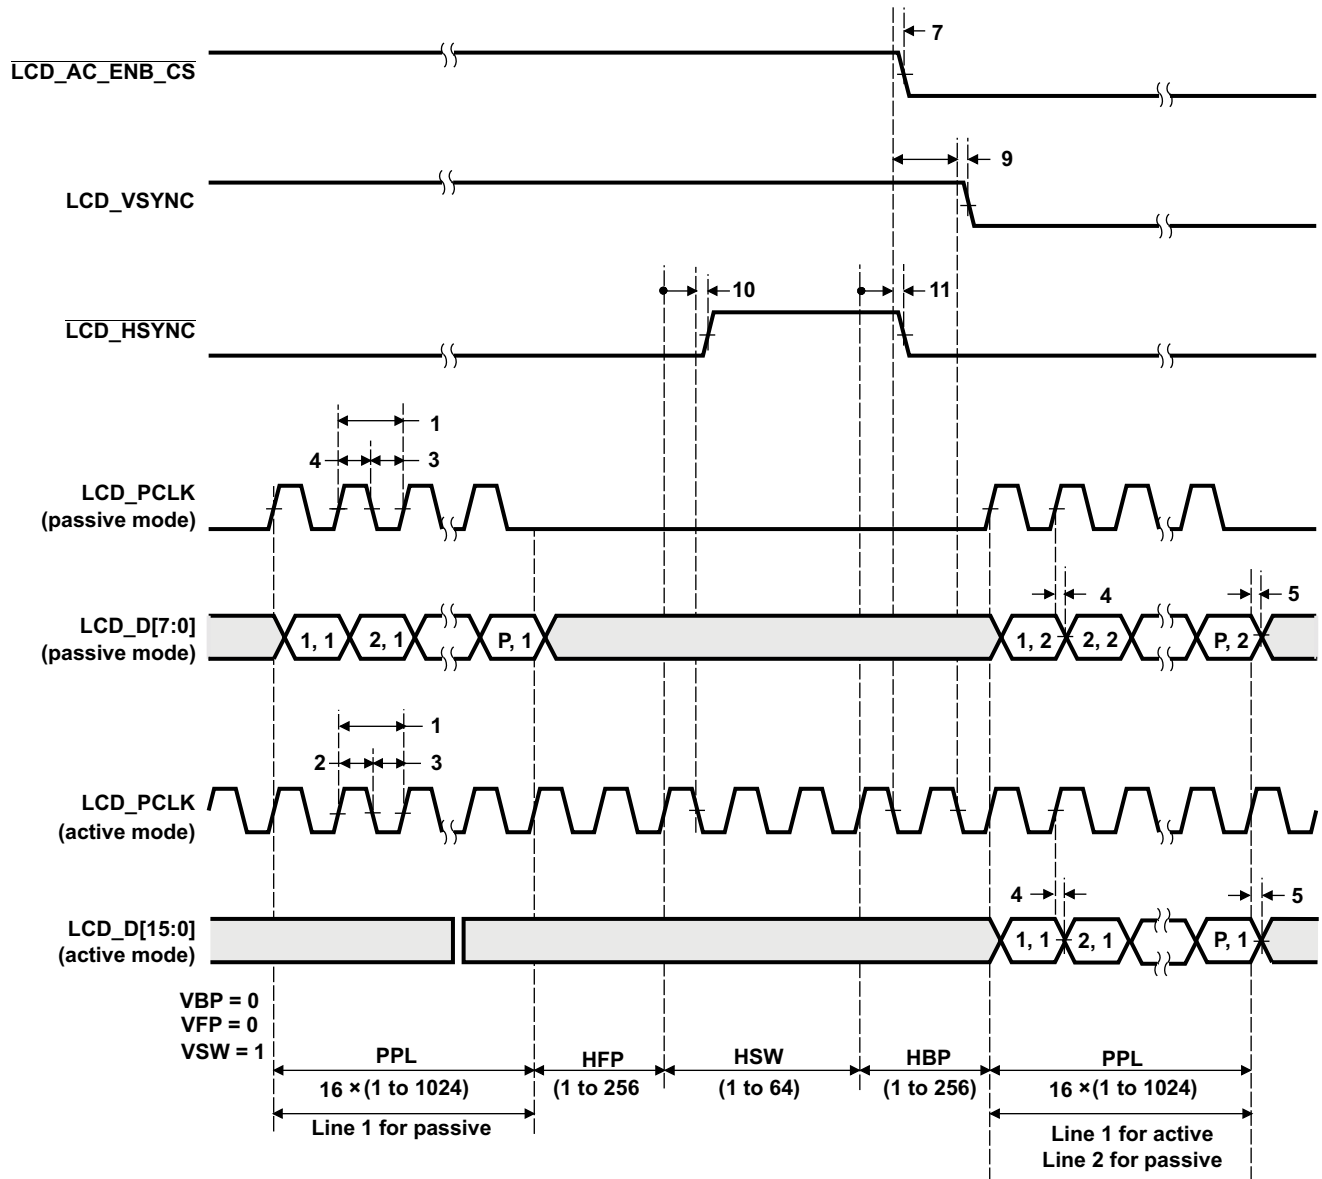 7
LCD_AC_ENB_CS
9
LCD_VSYNC
10
11
LCD_HSYNC
1
4
3
LCD_PCLK
(passive mode)
4
5
LCD_D[7:0]
(passive mode)
1, 1
2, 1
P, 1
1, 2
2, 2
P, 2
1
2
3
LCD_PCLK
(active mode)
4
5
LCD_D[15:0]
(active mode)
1, 1
2, 1
P, 1
VBP = 0
VFP = 0
VSW = 1
PPL
16 ×(1 to 1024)
HFP
(1 to 256
HSW
(1 to 64)
HBP
(1 to 256)
PPL
16 ×(1 to 1024)
Line 1 for passive
Line 1 for active
Line 2 for passive